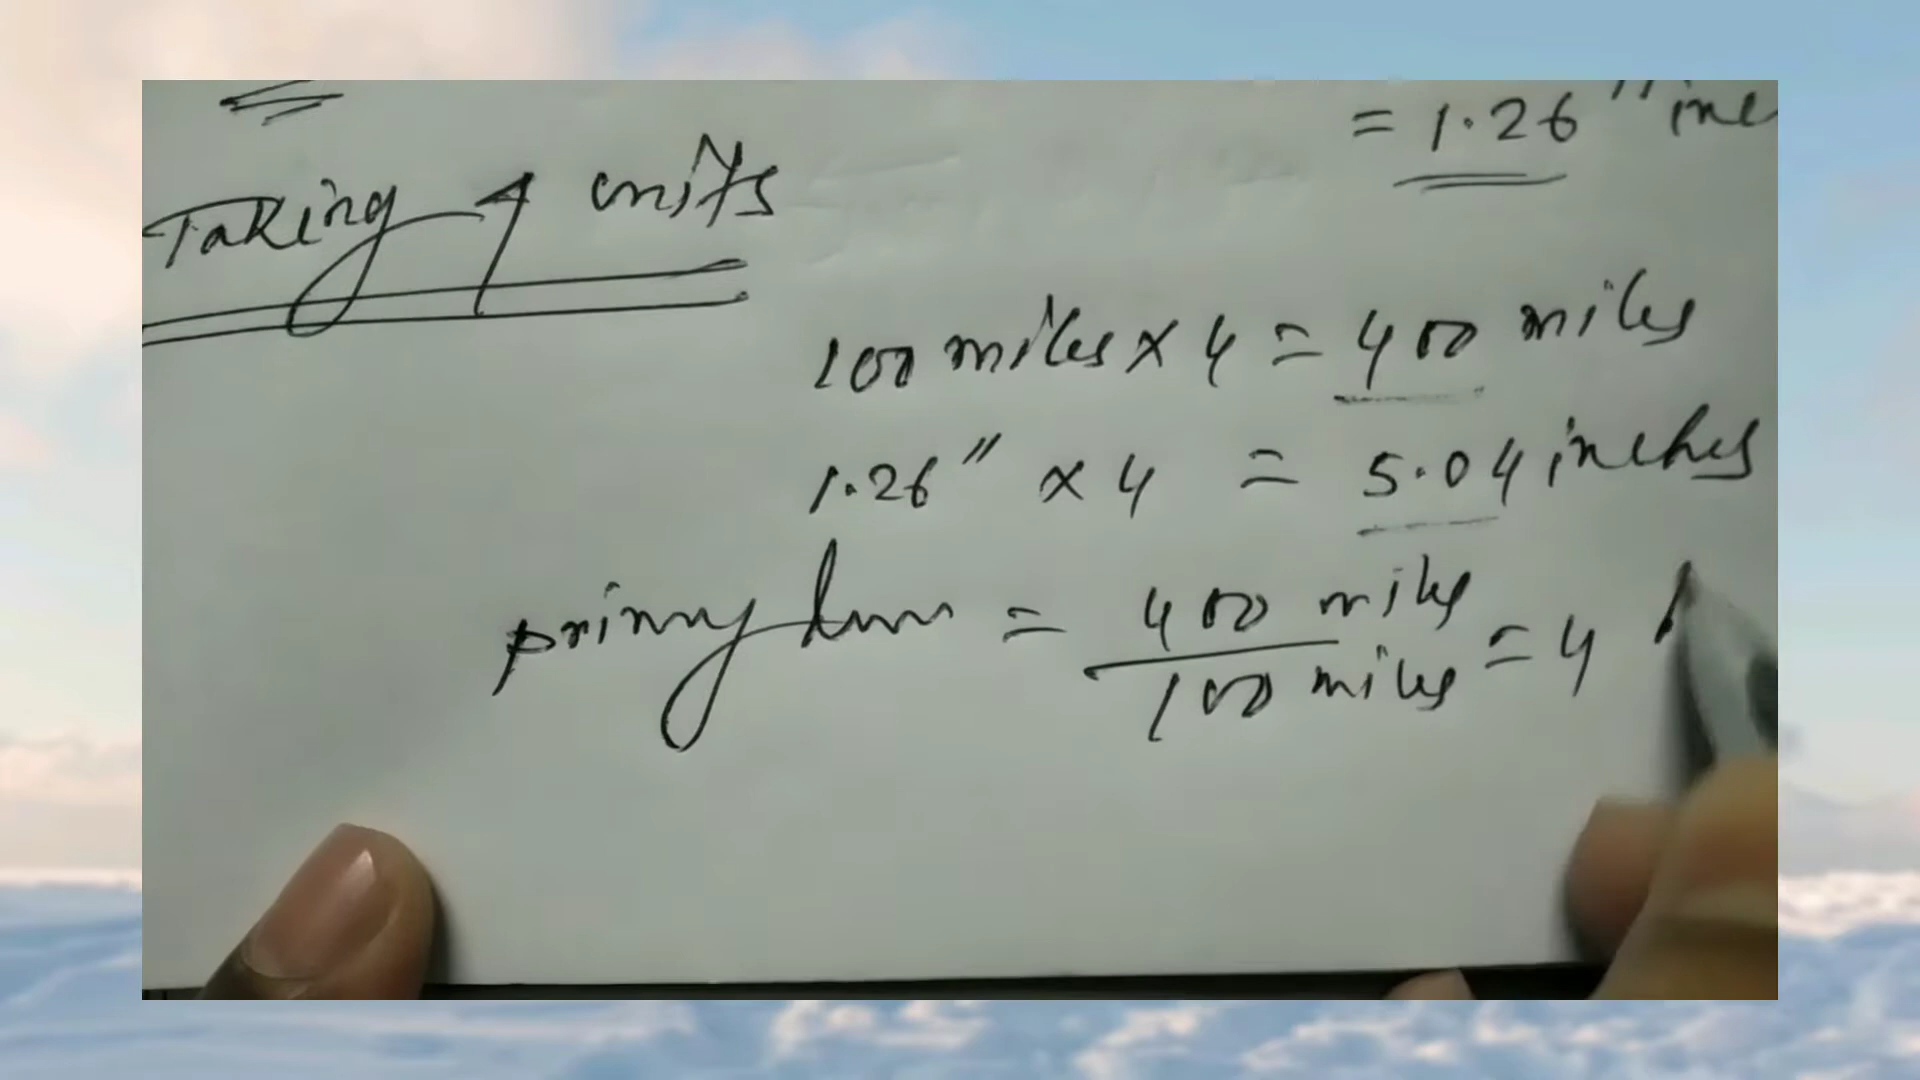 = 1.26 " inc
Taking 4 units
100 miles x 4 = 400 miles
1.26 " x 4 = 5.04 inches
primary = 400 miles / 100 miles = 4